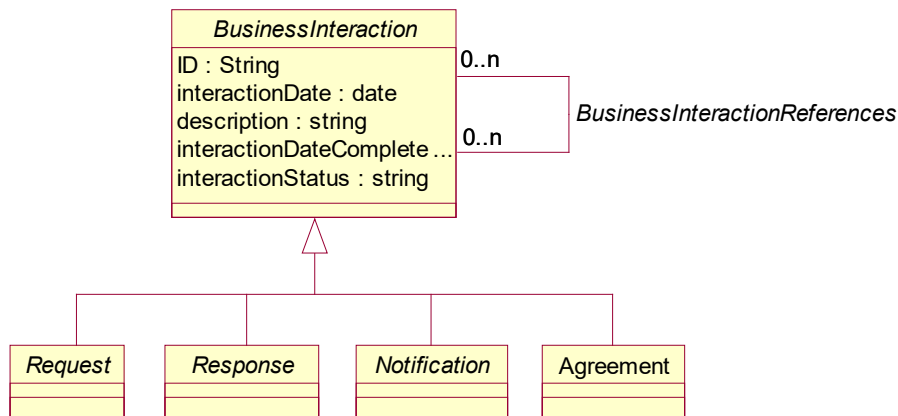 BusinessInteraction
ID : String
interactionDate : date
description : string
interactionDateComplete ...
interactionStatus : string
0..n
BusinessInteractionReferences
0..n
Request
Response
Notification
Agreement